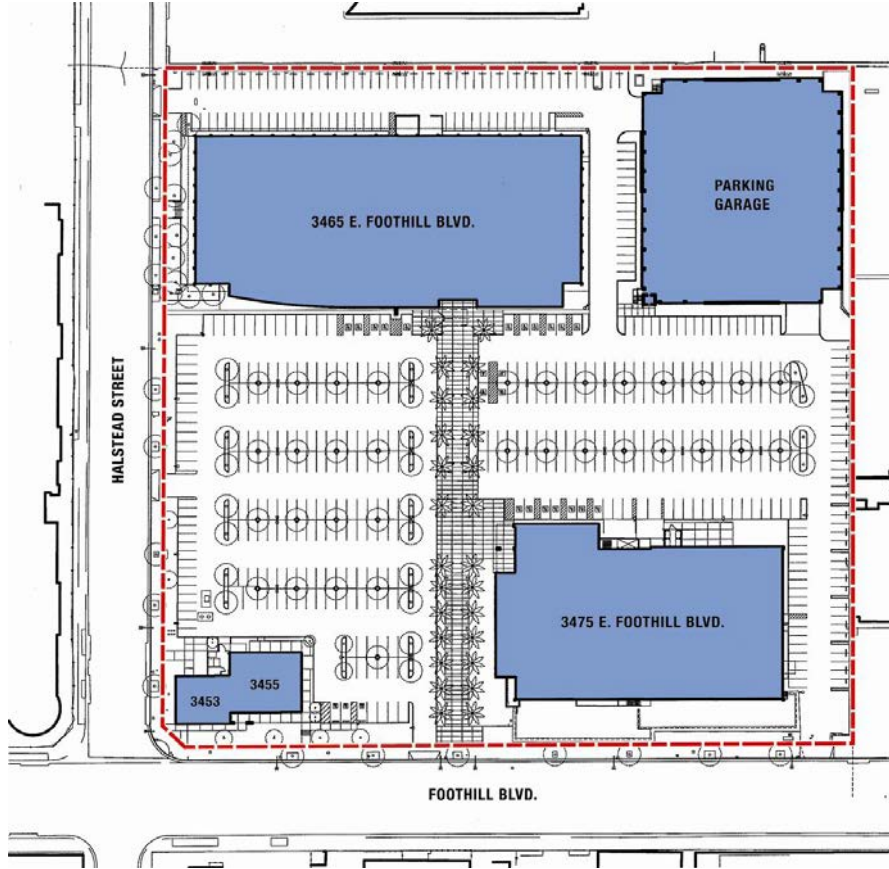 3465 E. FOOTHILL BLVD.
PARKING
GARAGE
HALSTEAD STREET
3475 E. FOOTHILL BLVD.
3455
3453
FOOTHILL BLVD.